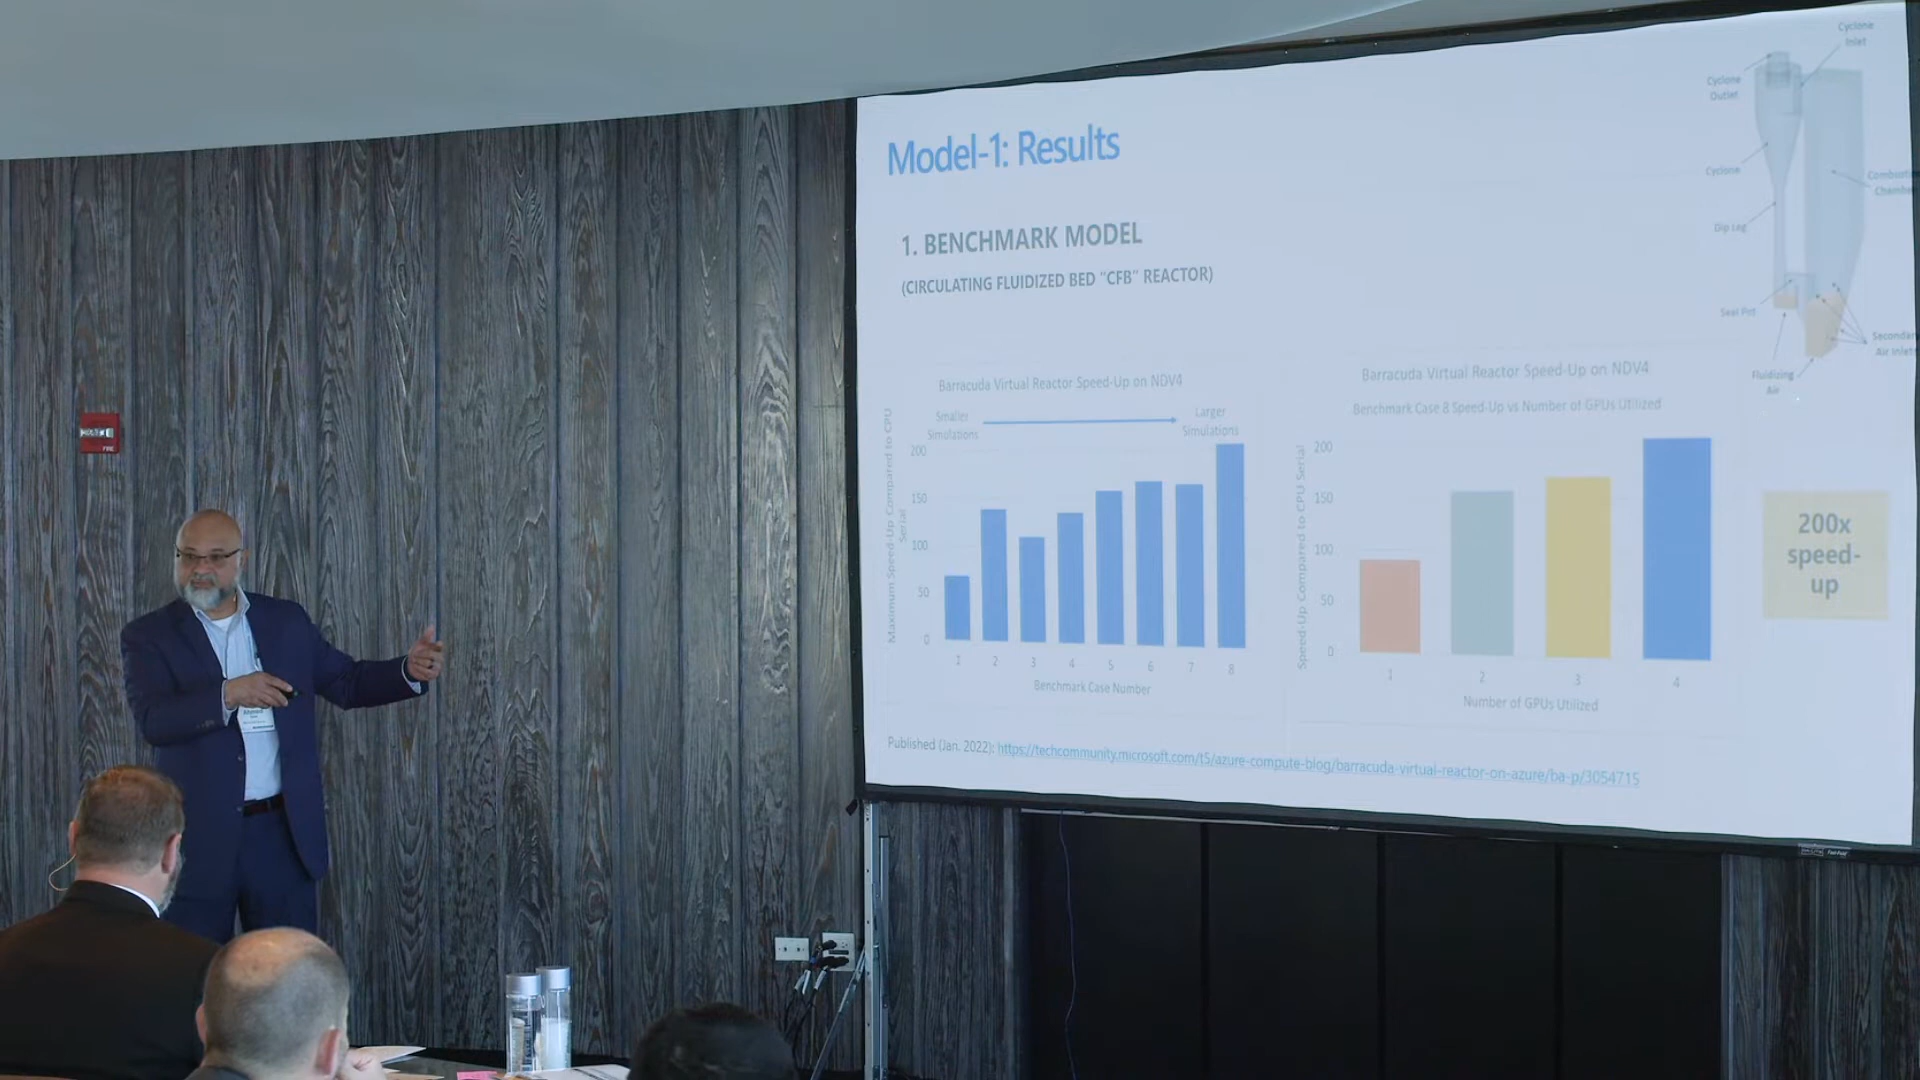 Model-1: Results
1. BENCHMARK MODEL
(CIRCULATING FLUIDIZED BED "CFB" REACTOR)
Cyclone
Inlet
Cyclone
Outlet
Cyclone
Dip Leg
Seal Pot
Fluidizing
Air
Barracuda Virtual Reactor Speed-Up on NDV4
Smaller
Simulations
Larger
Simulations
Maximum Speed-Up Compared to CPU
Serial
200
150
100
50
0
1 2 3 4 5 6 7 8
Benchmark Case Number
Barracuda Virtual Reactor Speed-Up on NDV4
Benchmark Case 8 Speed-Up vs Number of GPUs Utilized
Speed-Up Compared to CPU Serial
200
150
100
50
0
1 2 3 4
Number of GPUs Utilized
200x
speed-
up
Published (Jan. 2022): https://techcommunity.microsoft.com/t5/azure-compute-blog/barracuda-virtual-reactor-on-azure/ba-p/3054715
FIRE
Ahmed